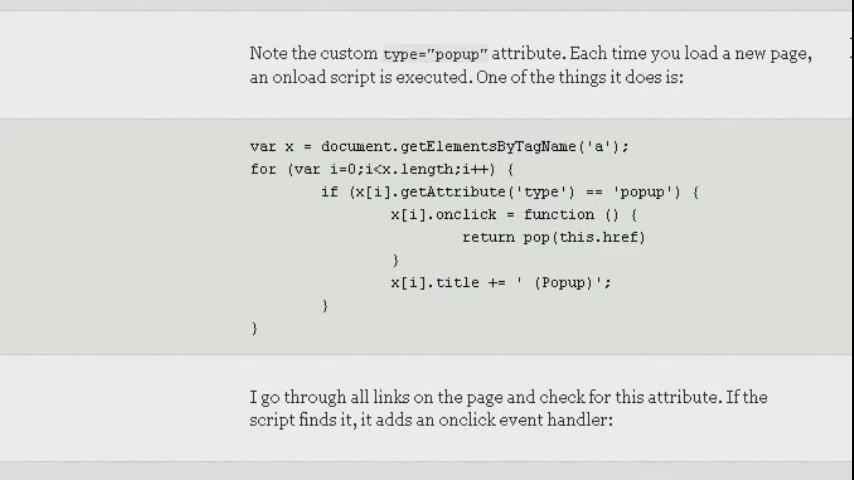 Note the custom type="popup" attribute. Each time you load a new page,
an onload script is executed. One of the things it does is:
var x = document.getElementsByTagName('a');
for (var i=0;i<x.length;i++) {
if (x[i].getAttribute('type') == 'popup') {
x[i].onclick = function () {
return pop(this.href)
}
x[i].title += ' (Popup)';
}
}
I go through all links on the page and check for this attribute. If the
script finds it, it adds an onclick event handler: